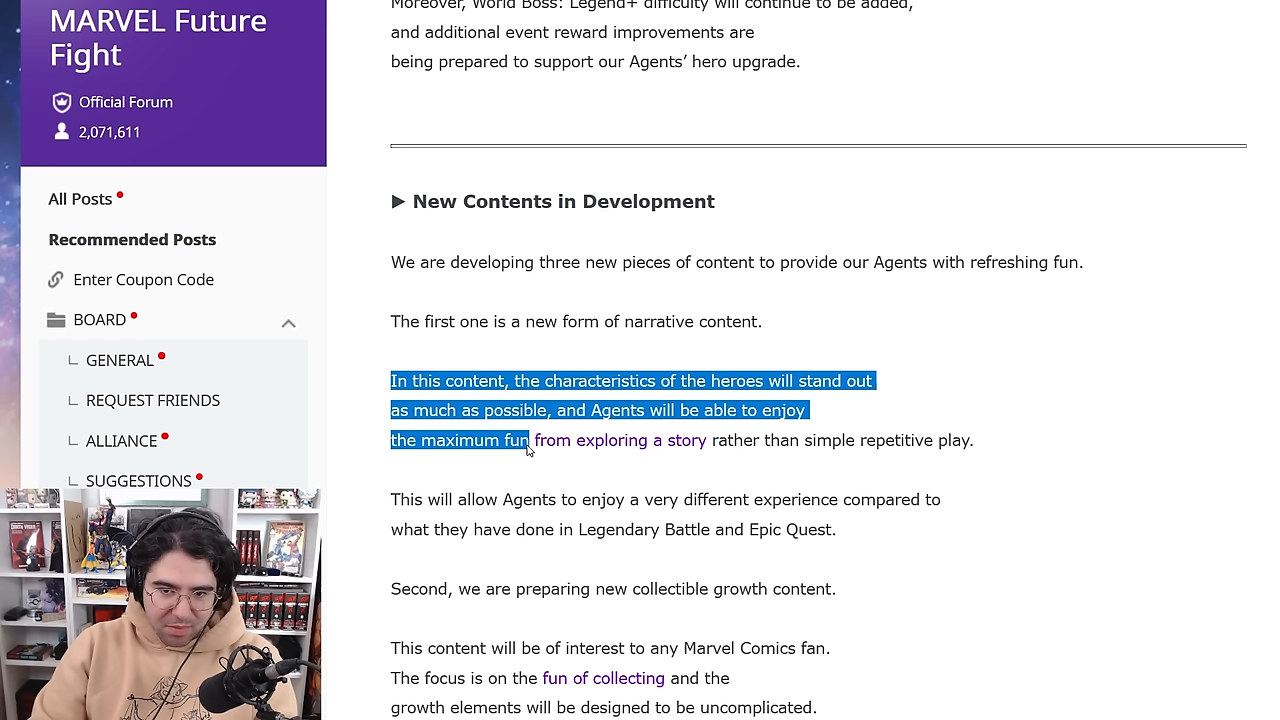 MARVEL Future
Fight
Official Forum
2,071,611
All Posts
Recommended Posts
Enter Coupon Code
BOARD
GENERAL
REQUEST FRIENDS
ALLIANCE
SUGGESTIONS
Moreover, World Boss: Legend+ difficulty will continue to be added,
and additional event reward improvements are
being prepared to support our Agents’ hero upgrade.
▶ New Contents in Development
We are developing three new pieces of content to provide our Agents with refreshing fun.
The first one is a new form of narrative content.
In this content, the characteristics of the heroes will stand out
as much as possible, and Agents will be able to enjoy
the maximum fun from exploring a story rather than simple repetitive play.
This will allow Agents to enjoy a very different experience compared to
what they have done in Legendary Battle and Epic Quest.
Second, we are preparing new collectible growth content.
This content will be of interest to any Marvel Comics fan.
The focus is on the fun of collecting and the
growth elements will be designed to be uncomplicated.